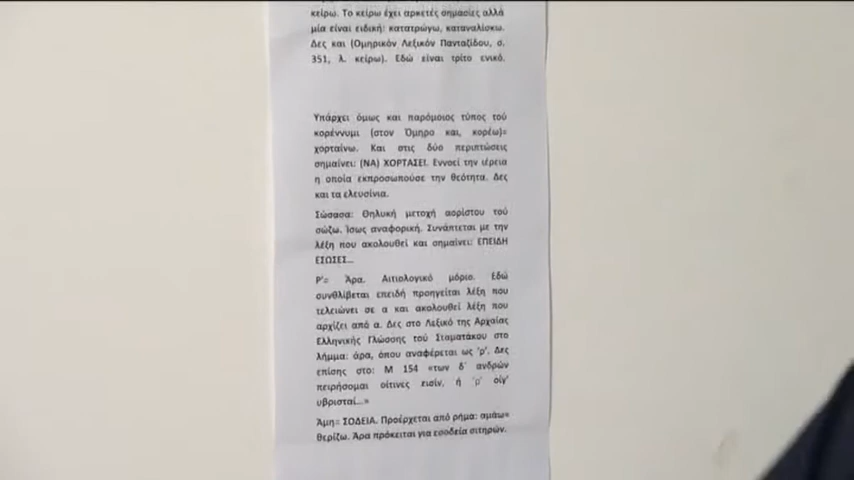 κείρω. Το κείρω έχει αρκετές σημασίες αλλά
μία είναι ειδική: κατατρώγω, καταναλίσκω.
Δες και (Ομηρικόν Λεξικόν Πανταζίδου, σ.
351, λ. κείρω). Εδώ είναι τρίτο ενικό.
Υπάρχει όμως και παρόμοιος τύπος τού
κορέννυμι (στον Όμηρο και, κορέω)=
χορταίνω. Και στις δύο περιπτώσεις
σημαίνει: (ΝΑ) ΧΟΡΤΑΣΕΙ. Εννοεί την ιέρεια
η οποία εκπροσωπούσε την θεότητα. Δες
και τα ελευσίνια.
Σώσασα: Θηλυκή μετοχή αορίστου τού
σώζω. Ίσως αναφορική. Συνάπτεται με την
λέξη που ακολουθεί και σημαίνει: ΕΠΕΙΔΗ
ΕΣΩΣΕΣ...
Ρ'= Άρα. Αιτιολογικό μόριο. Εδώ
συνθλίβεται επειδή προηγείται λέξη που
τελειώνει σε α και ακολουθεί λέξη που
αρχίζει από α. Δες στο Λεξικό της Αρχαίας
Ελληνικής Γλώσσης τού Σταματάκου στο
λήμμα: άρα, όπου αναφέρεται ως 'ρ'. Δες
επίσης στο: Μ 154 «των δ΄ ανδρών
πειρήσομαι οίτινες εισίν, ή ΄ρ΄ οίγ'
υβρισταί...»
Άμη= ΣΟΔΕΙΑ. Προέρχεται από ρήμα: αμάω=
θερίζω. Άρα πρόκειται για εσοδεία σιτηρών.